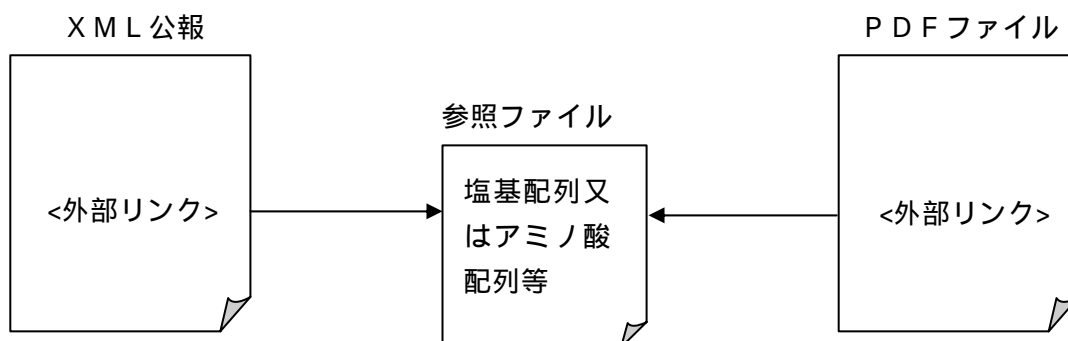 ＸＭＬ公報
ＰＤＦファイル
参照ファイル
<外部リンク>
塩基配列又
はアミノ酸
配列等
<外部リンク>